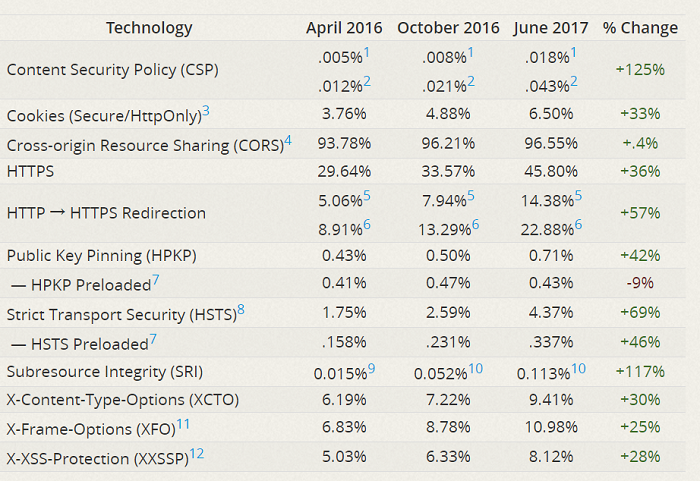 Technology April 2016 October 2016 June 2017 % Change
Content Security Policy (CSP) .005%1 .008%1 .018%1 +125%
.012%2 .021%2 .043%2
Cookies (Secure/HttpOnly)3 3.76% 4.88% 6.50% +33%
Cross-origin Resource Sharing (CORS)4 93.78% 96.21% 96.55% +.4%
HTTPS 29.64% 33.57% 45.80% +36%
HTTP → HTTPS Redirection 5.06%5 7.94%5 14.38%5 +57%
8.91%6 13.29%6 22.88%6
Public Key Pinning (HPKP) 0.43% 0.50% 0.71% +42%
— HPKP Preloaded7 0.41% 0.47% 0.43% -9%
Strict Transport Security (HSTS)8 1.75% 2.59% 4.37% +69%
— HSTS Preloaded7 .158% .231% .337% +46%
Subresource Integrity (SRI) 0.015%9 0.052%10 0.113%10 +117%
X-Content-Type-Options (XCTO) 6.19% 7.22% 9.41% +30%
X-Frame-Options (XFO)11 6.83% 8.78% 10.98% +25%
X-XSS-Protection (XXSSP)12 5.03% 6.33% 8.12% +28%